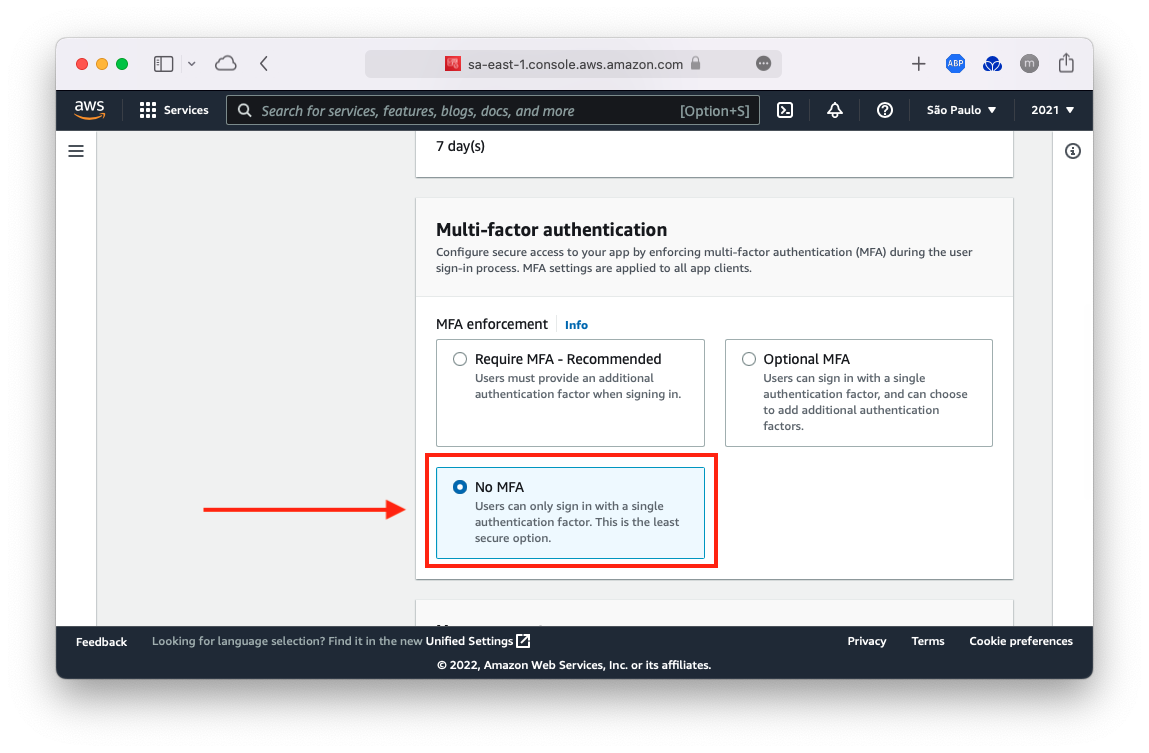 sa-east-1.console.aws.amazon.com
ABP
m
aws
Services
Search for services, features, blogs, docs, and more
[Option+S]
São Paulo
2021
7 day(s)
Multi-factor authentication
Configure secure access to your app by enforcing multi-factor authentication (MFA) during the user
sign-in process. MFA settings are applied to all app clients.
MFA enforcement
Info
Require MFA - Recommended
Users must provide an additional
authentication factor when signing in.
Optional MFA
Users can sign in with a single
authentication factor, and can choose
to add additional authentication
factors.
No MFA
Users can only sign in with a single
authentication factor. This is the least
secure option.
Feedback
Looking for language selection? Find it in the new Unified Settings
Privacy
Terms
Cookie preferences
© 2022, Amazon Web Services, Inc. or its affiliates.